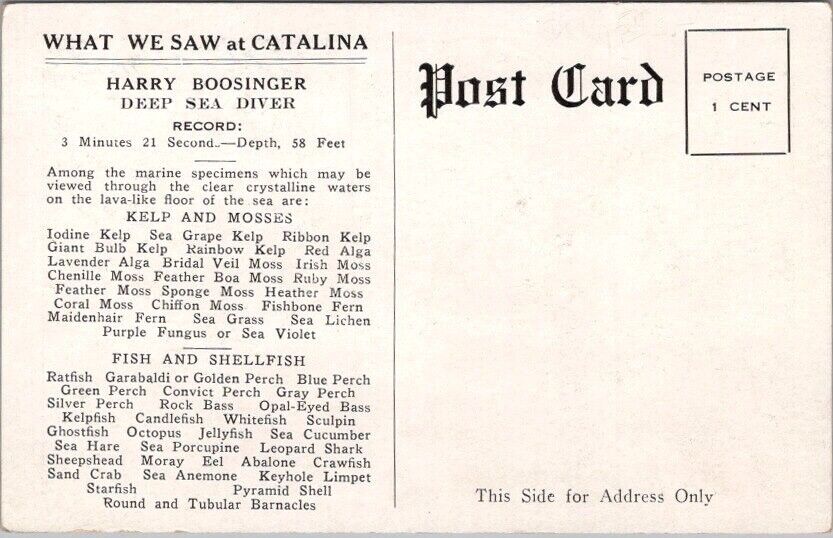 WHAT WE SAW at CATALINA
HARRY BOOSINGER
DEEP SEA DIVER
RECORD:
3 Minutes 21 Second.—Depth, 58 Feet
Among the marine specimens which may be
viewed through the clear crystalline waters
on the lava-like floor of the sea are:
KELP AND MOSSES
Iodine Kelp Sea Grape Kelp Ribbon Kelp
Giant Bulb Kelp Rainbow Kelp Red Alga
Lavender Alga Bridal Veil Moss Irish Moss
Chenille Moss Feather Boa Moss Ruby Moss
Feather Moss Sponge Moss Heather Moss
Coral Moss Chiffon Moss Fishbone Fern
Maidenhair Fern Sea Grass Sea Lichen
Purple Fungus or Sea Violet
FISH AND SHELLFISH
Ratfish Garabaldi or Golden Perch Blue Perch
Green Perch Convict Perch Gray Perch
Silver Perch Rock Bass Opal-Eyed Bass
Kelpfish Candlefish Whitefish Sculpin
Ghostfish Octopus Jellyfish Sea Cucumber
Sea Hare Sea Porcupine Leopard Shark
Sheepshead Moray Eel Abalone Crawfish
Sand Crab Sea Anemone Keyhole Limpet
Starfish Pyramid Shell
Round and Tubular Barnacles
Post Card
POSTAGE
1 CENT
This Side for Address Only